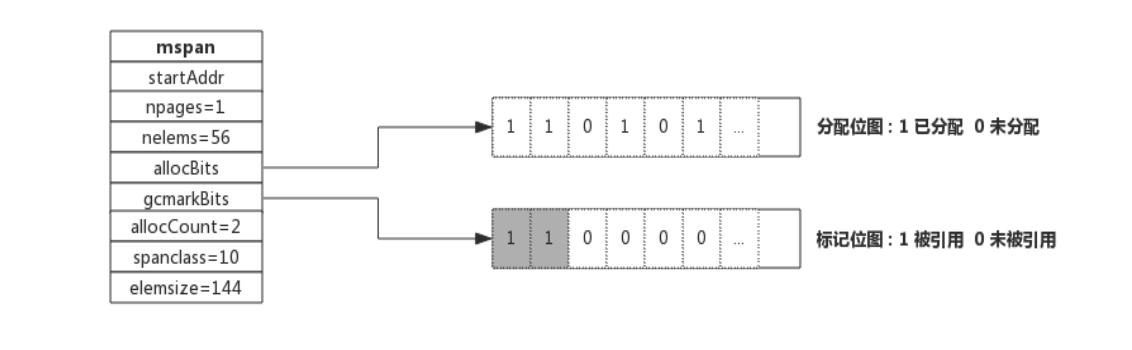 mspan
startAddr
npages=1
nelems=56
allocBits
gcmarkBits
allocCount=2
spanclass=10
elemsize=144
1 1 0 1 0 1 ...
分配位图 : 1 已分配 0 未分配
1 1 0 0 0 0 ...
标记位图 : 1 被引用 0 未被引用